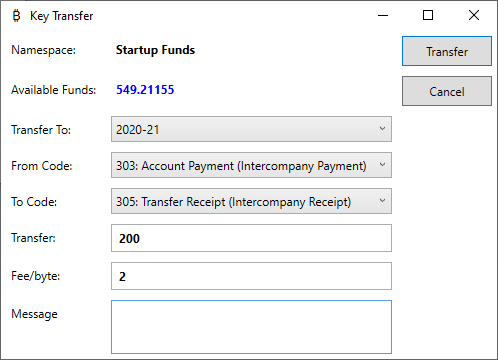 Key Transfer
Namespace: Startup Funds
Transfer
Available Funds: 549.21155
Cancel
Transfer To: 2020-21
From Code: 303: Account Payment (Intercompany Payment)
To Code: 305: Transfer Receipt (Intercompany Receipt)
Transfer: 200
Fee/byte: 2
Message